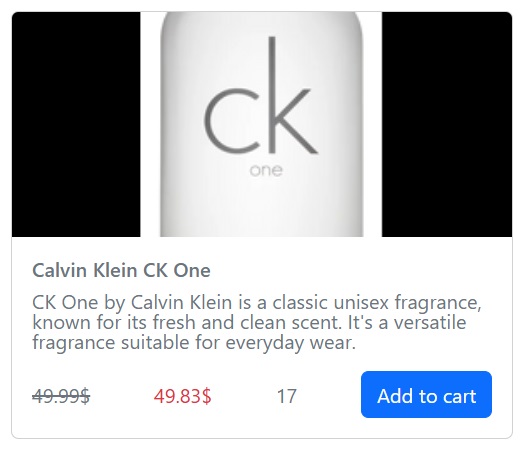 ck
one
Calvin Klein CK One
CK One by Calvin Klein is a classic unisex fragrance,
known for its fresh and clean scent. It's a versatile
fragrance suitable for everyday wear.
49.99$ 49.83$ 17 Add to cart